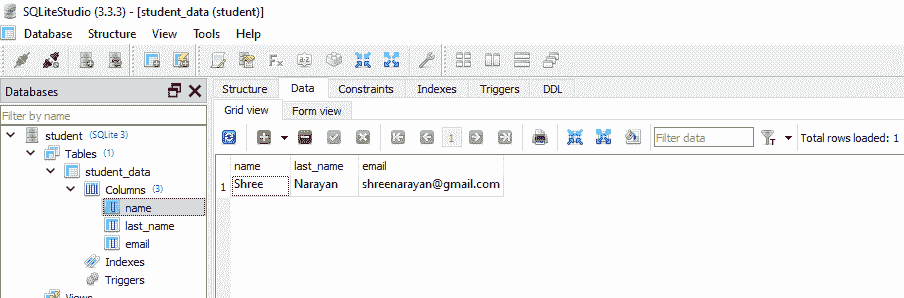 SQLiteStudio (3.3.3) - [student_data (student)]
Database Structure View Tools Help
Databases
Filter by name
student (SQLite 3)
Tables (1)
student_data
Columns (3)
name
last_name
email
Indexes
Triggers
Views
Structure Data Constraints Indexes Triggers DDL
Grid view Form view
1 Filter data Total rows loaded: 1
name last_name email
1 Shree Narayan shreenarayan@gmail.com